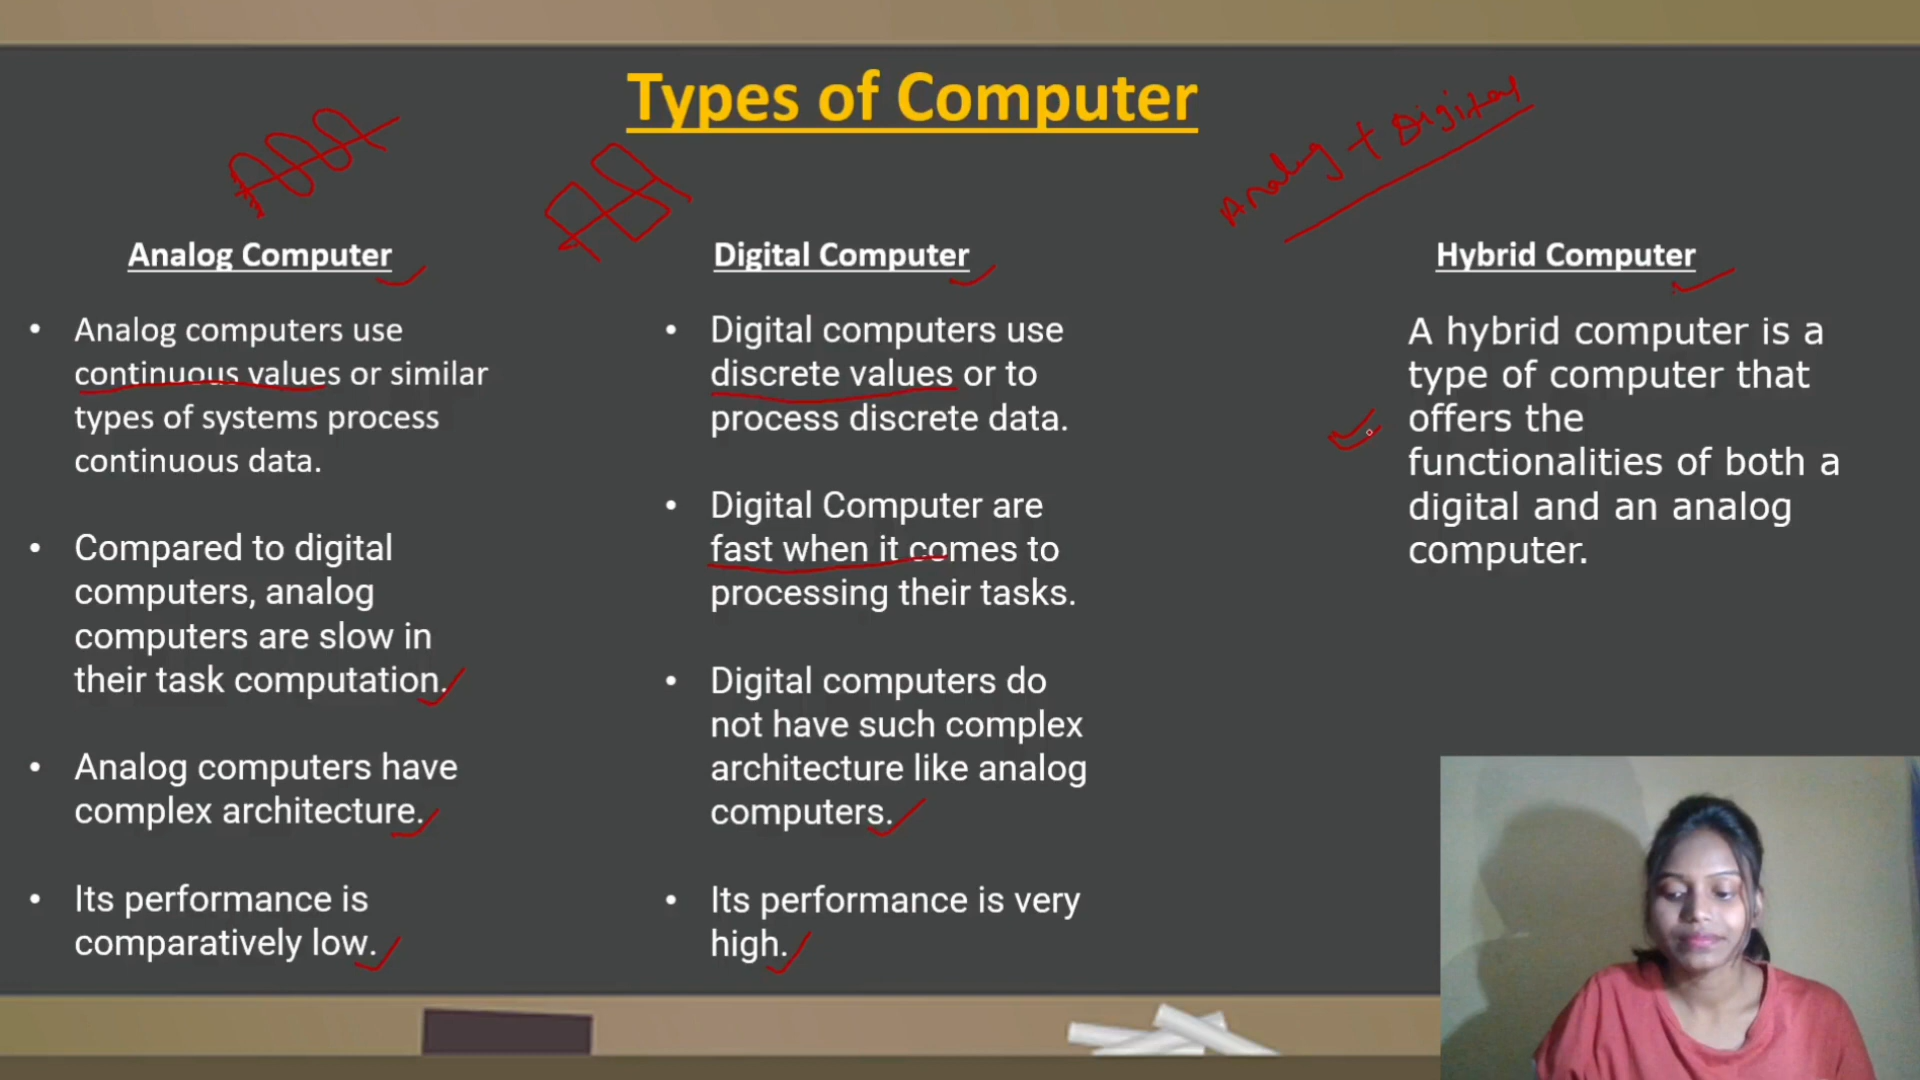 Types of Computer
Analog + Digital
Analog Computer
• Analog computers use
continuous values or similar
types of systems process
continuous data.
• Compared to digital
computers, analog
computers are slow in
their task computation.
• Analog computers have
complex architecture.
• Its performance is
comparatively low.
Digital Computer
• Digital computers use
discrete values or to
process discrete data.
• Digital Computer are
fast when it comes to
processing their tasks.
• Digital computers do
not have such complex
architecture like analog
computers.
• Its performance is very
high.
Hybrid Computer
A hybrid computer is a
type of computer that
offers the
functionalities of both a
digital and an analog
computer.